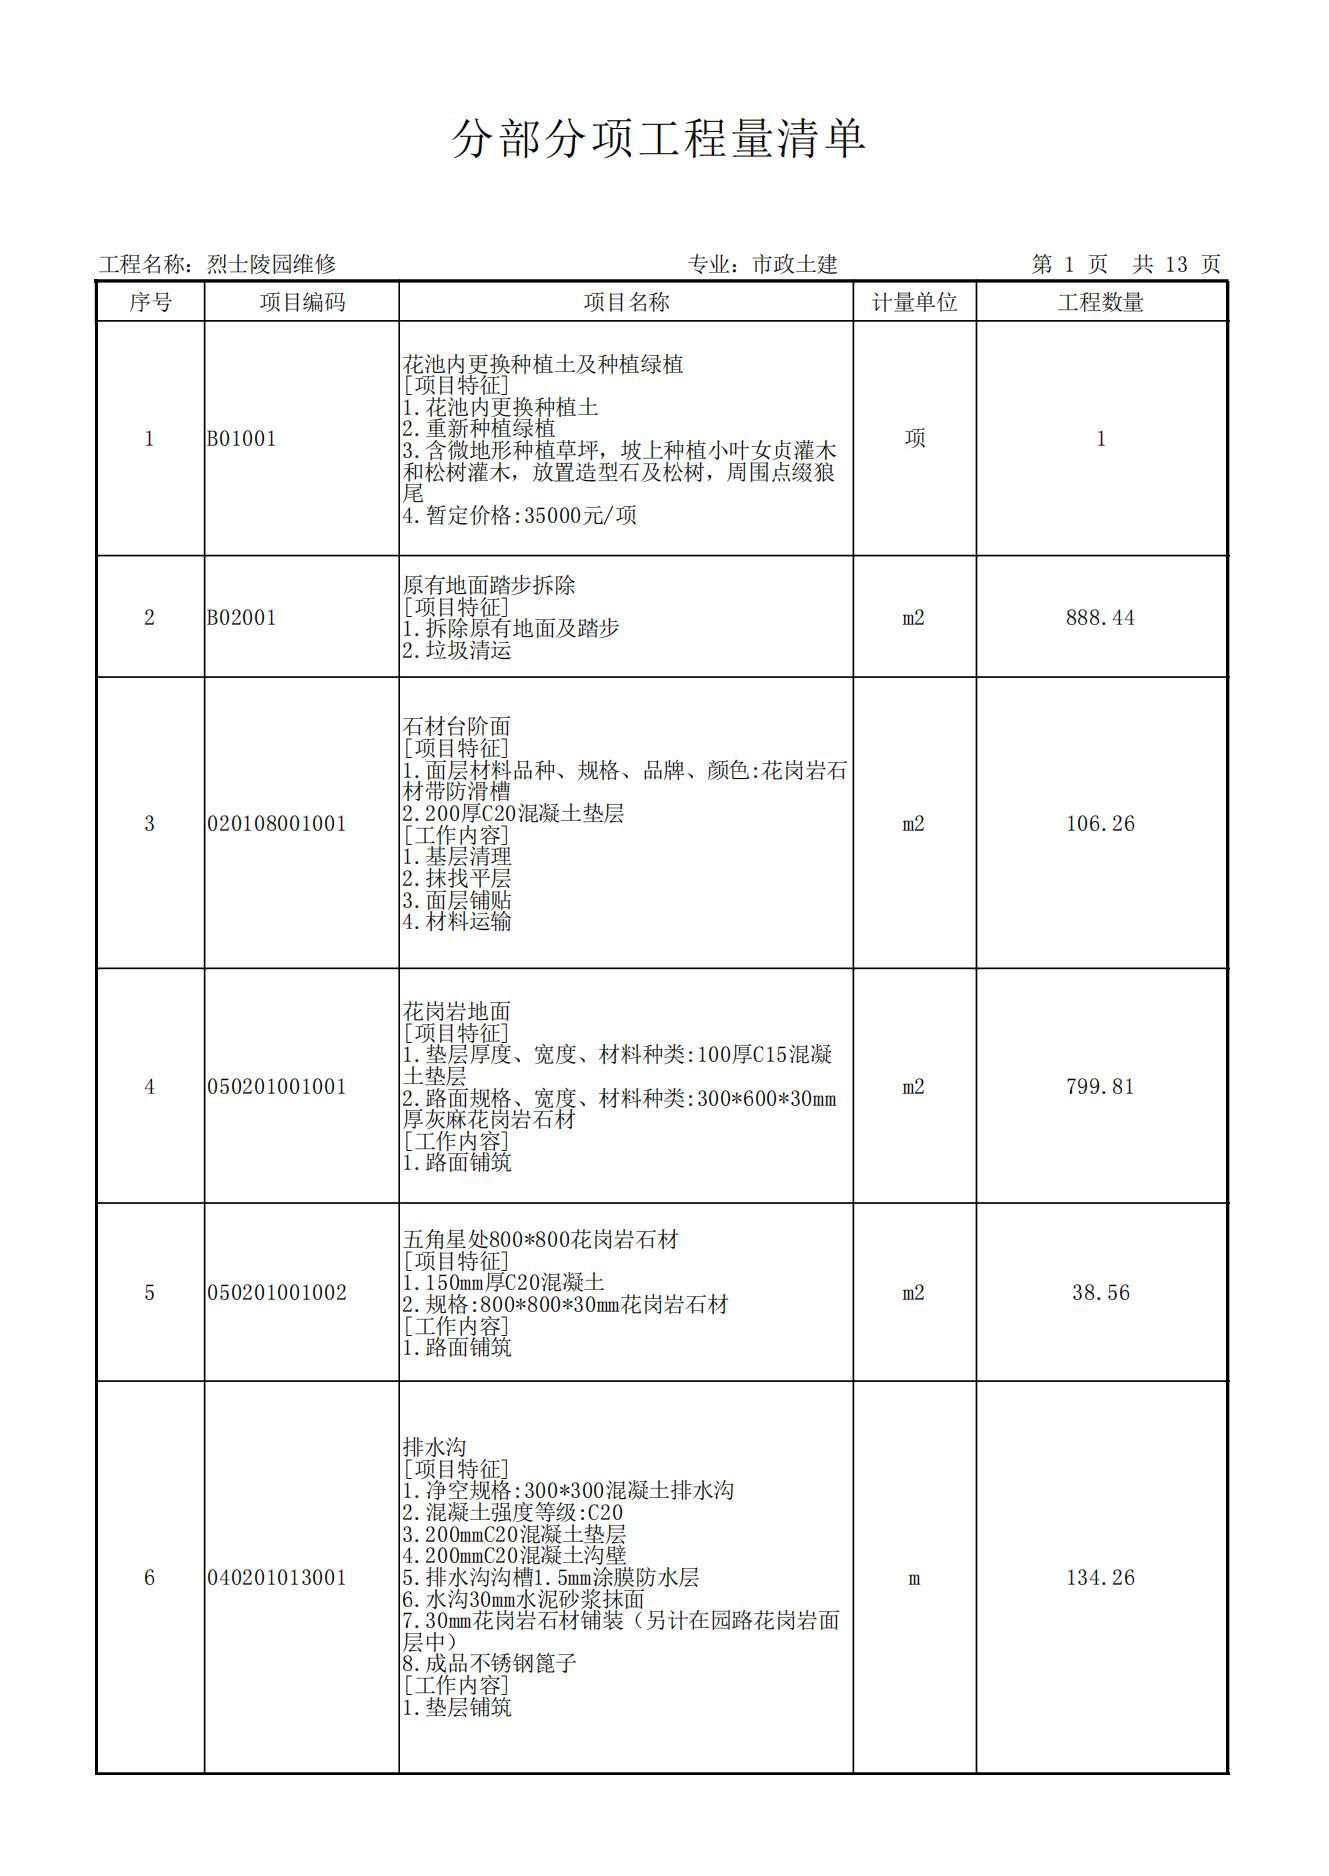 分部分项工程量清单
工程名称：烈士陵园维修 专业：市政土建 第 1 页 共 13 页
序号 项目编码 项目名称 计量单位 工程数量
花池内更换种植土及种植绿植
[项目特征]
1.花池内更换种植土
2.重新种植绿植
1 B01001 项 1
3.含微地形种植草坪，坡上种植小叶女贞灌木
和松树灌木，放置造型石及松树，周围点缀狼
尾
4.暂定价格:35000元/项
原有地面踏步拆除
[项目特征]
2 B02001 m2 888.44
1.拆除原有地面及踏步
2.垃圾清运
石材台阶面
[项目特征]
1.面层材料品种、规格、品牌、颜色:花岗岩石
材带防滑槽
2.200厚C20混凝土垫层
3 020108001001 m2 106.26
[工作内容]
1.基层清理
2.抹找平层
3.面层铺贴
4.材料运输
花岗岩地面
[项目特征]
1.垫层厚度、宽度、材料种类:100厚C15混凝
土垫层
4 050201001001 m2 799.81
2.路面规格、宽度、材料种类:300*600*30mm
厚灰麻花岗岩石材
[工作内容]
1.路面铺筑
五角星处800*800花岗岩石材
[项目特征]
1.150mm厚C20混凝土
5 050201001002 m2 38.56
2.规格:800*800*30mm花岗岩石材
[工作内容]
1.路面铺筑
排水沟
[项目特征]
1.净空规格:300*300混凝土排水沟
2.混凝土强度等级:C20
3.200mmC20混凝土垫层
4.200mmC20混凝土沟壁
6 040201013001 m 134.26
5.排水沟沟槽1.5mm涂膜防水层
6.水沟30mm水泥砂浆抹面
7.30mm花岗岩石材铺装（另计在园路花岗岩面
层中）
8.成品不锈钢篦子
[工作内容]
1.垫层铺筑